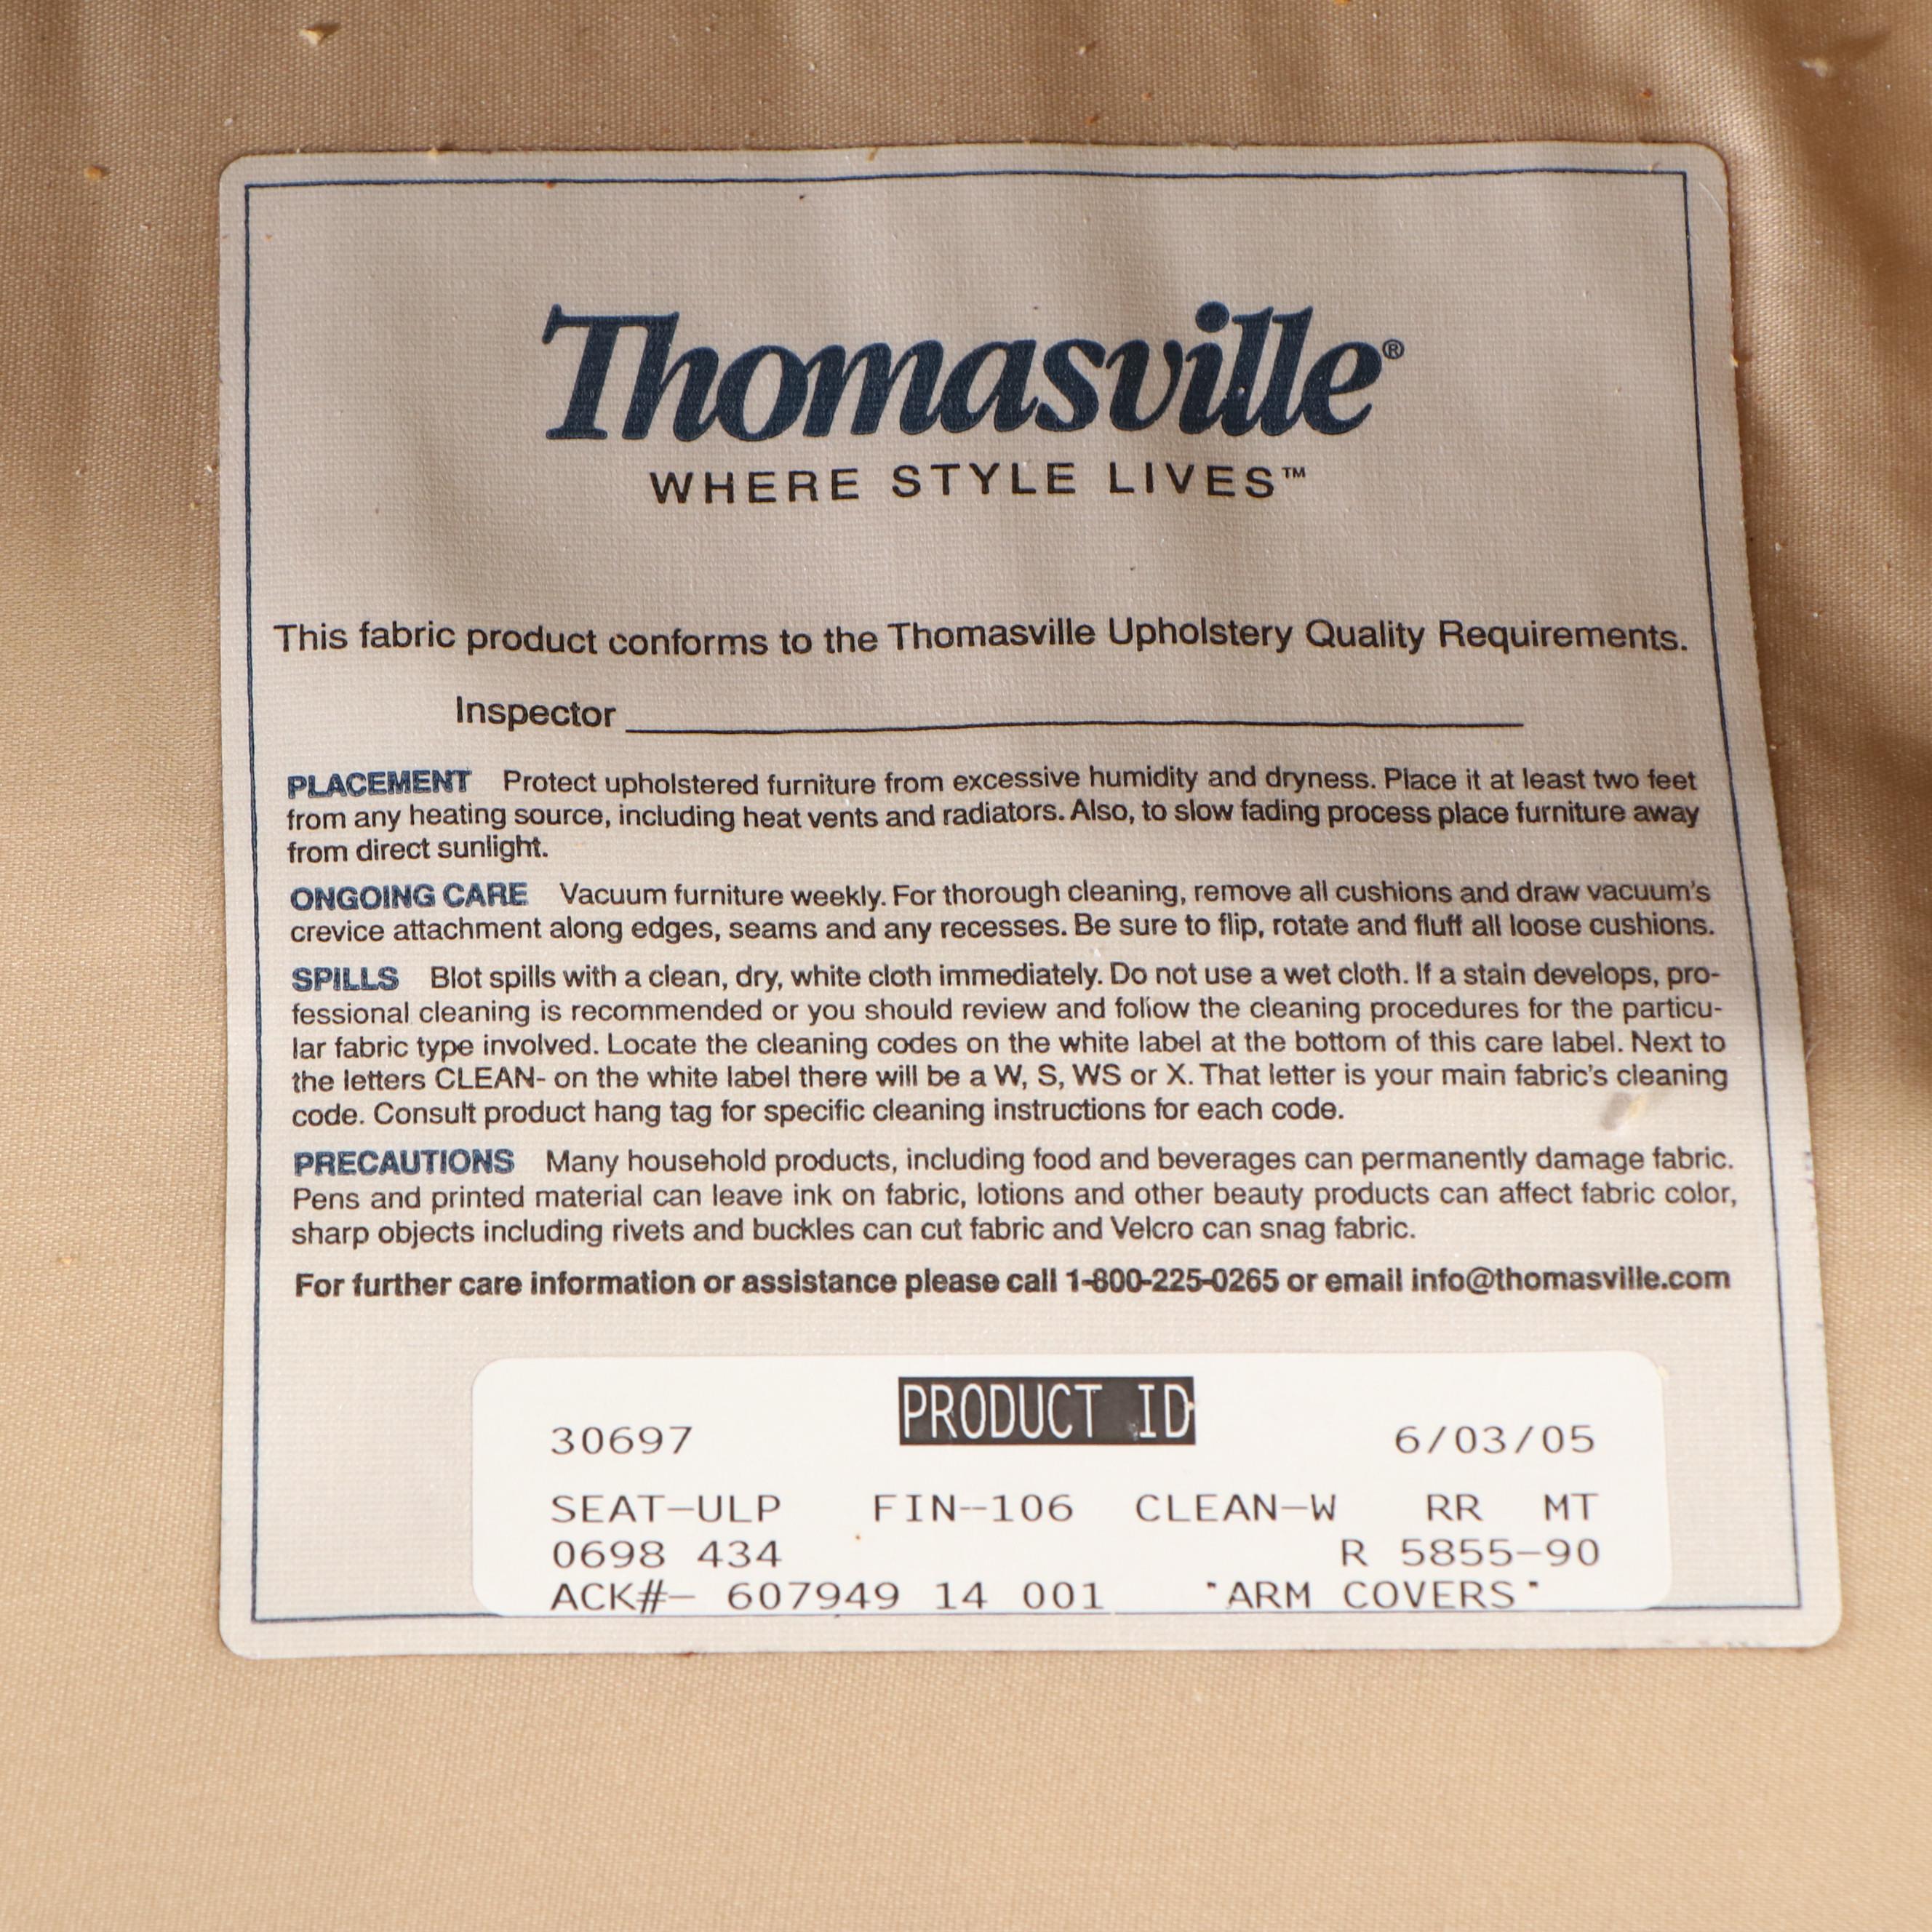 Thomasville®
WHERE STYLE LIVES™
This fabric product conforms to the Thomasville Upholstery Quality Requirements.
Inspector
PLACEMENT Protect upholstered furniture from excessive humidity and dryness. Place it at least two feet
from any heating source, including heat vents and radiators. Also, to slow fading process place furniture away
from direct sunlight.
ONGOING CARE Vacuum furniture weekly. For thorough cleaning, remove all cushions and draw vacuum's
crevice attachment along edges, seams and any recesses. Be sure to flip, rotate and fluff all loose cushions.
SPILLS Blot spills with a clean, dry, white cloth immediately. Do not use a wet cloth. If a stain develops, pro-
fessional cleaning is recommended or you should review and follow the cleaning procedures for the particu-
lar fabric type involved. Locate the cleaning codes on the white label at the bottom of this care label. Next to
the letters CLEAN- on the white label there will be a W, S, WS or X. That letter is your main fabric's cleaning
code. Consult product hang tag for specific cleaning instructions for each code.
PRECAUTIONS Many household products, including food and beverages can permanently damage fabric.
Pens and printed material can leave ink on fabric, lotions and other beauty products can affect fabric color,
sharp objects including rivets and buckles can cut fabric and Velcro can snag fabric.
For further care information or assistance please call 1-800-225-0265 or email info@thomasville.com
PRODUCT ID
30697 6/03/05
SEAT-ULP FIN--106 CLEAN-W RR MT
0698 434 R 5855-90
ACK#- 607949 14 001 "ARM COVERS"